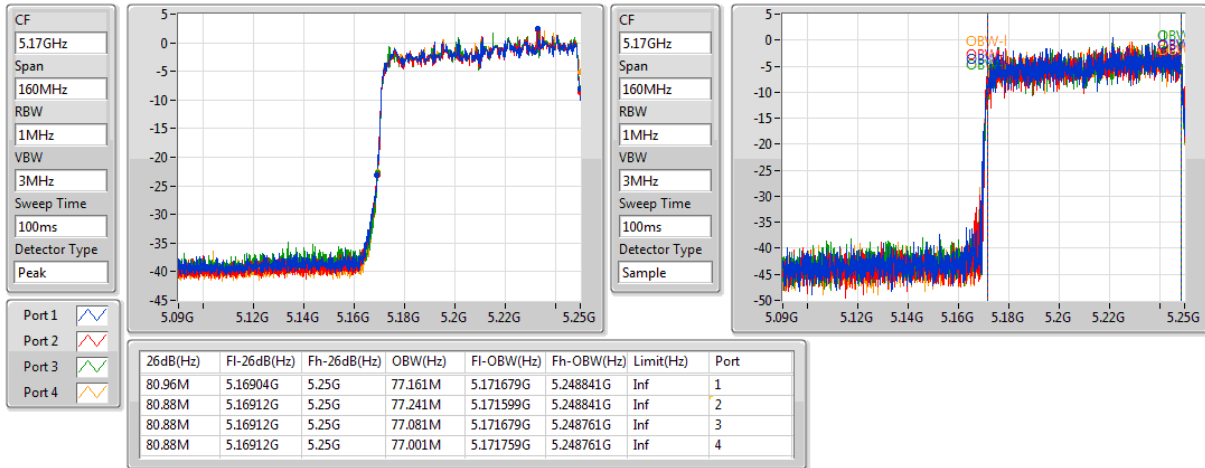 CF
5.17GHz
Span
160MHz
RBW
1MHz
VBW
3MHz
Sweep Time
100ms
Detector Type
Peak
5
0
-5
-10
-15
-20
-25
-30
-35
-40
-45
5.09G 5.12G 5.14G 5.16G 5.18G 5.2G 5.22G 5.25G
CF
5.17GHz
Span
160MHz
RBW
1MHz
VBW
3MHz
Sweep Time
100ms
Detector Type
Sample
5
0
-5
-10
-15
-20
-25
-30
-35
-40
-45
-50
OBW-l
5.09G 5.12G 5.14G 5.16G 5.18G 5.2G 5.22G 5.25G
Port 1
Port 2
Port 3
Port 4
26dB(Hz) Fl-26dB(Hz) Fh-26dB(Hz) OBW(Hz) Fl-OBW(Hz) Fh-OBW(Hz) Limit(Hz) Port
80.96M 5.16904G 5.25G 77.161M 5.171679G 5.248841G Inf 1
80.88M 5.16912G 5.25G 77.241M 5.171599G 5.248841G Inf 2
80.88M 5.16912G 5.25G 77.081M 5.171679G 5.248761G Inf 3
80.88M 5.16912G 5.25G 77.001M 5.171759G 5.248761G Inf 4